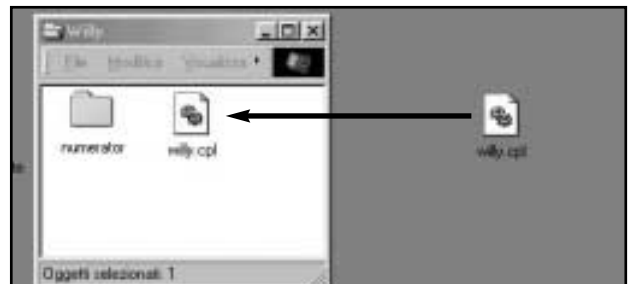 Willy
File Modifica Visualizza
numerator willy.cpl
willy.cpl
Oggetti selezionati: 1